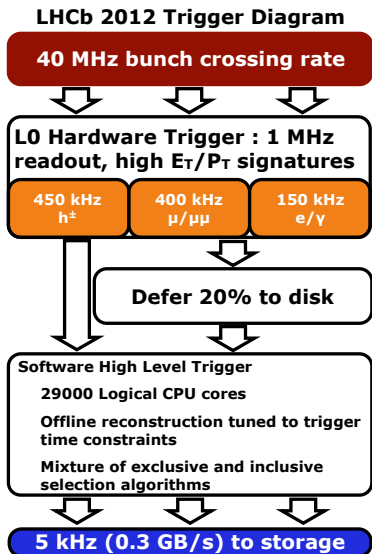 LHCb 2012 Trigger Diagram
40 MHz bunch crossing rate
L0 Hardware Trigger : 1 MHz
readout, high ET/PT signatures
450 kHz
h±
400 kHz
μ/μμ
150 kHz
e/γ
Defer 20% to disk
Software High Level Trigger
29000 Logical CPU cores
Offline reconstruction tuned to trigger
time constraints
Mixture of exclusive and inclusive
selection algorithms
5 kHz (0.3 GB/s) to storage